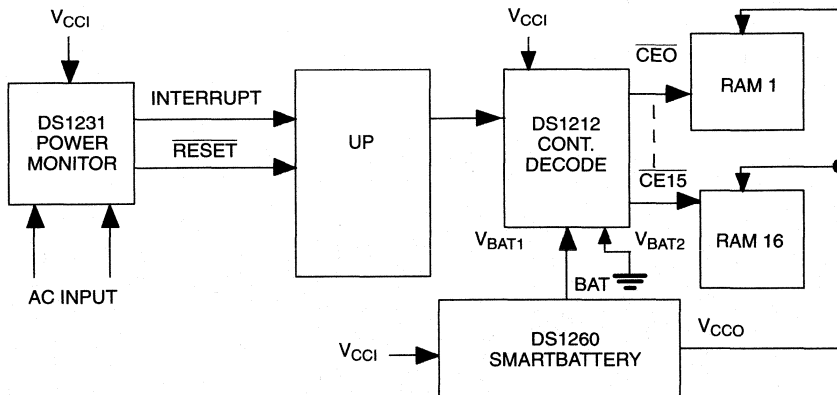 VCCI
VCCI
CEO
RAM 1
INTERRUPT
DS1231
POWER
MONITOR
RESET
UP
DS1212
CONT.
DECODE
CE15
VBAT1
VBAT2
RAM 16
AC INPUT
BAT
VCCI
DS1260
SMARTBATTERY
VCCO